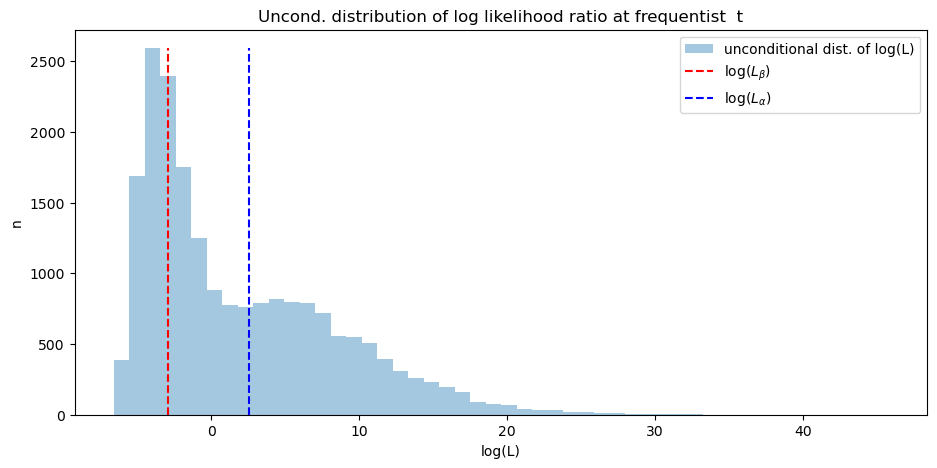 Uncond. distribution of log likelihood ratio at frequentist  t
unconditional dist. of log(L)
log(L_β)
log(L_α)
2500
2000
1500
1000
500
0
n
0 10 20 30 40
log(L)